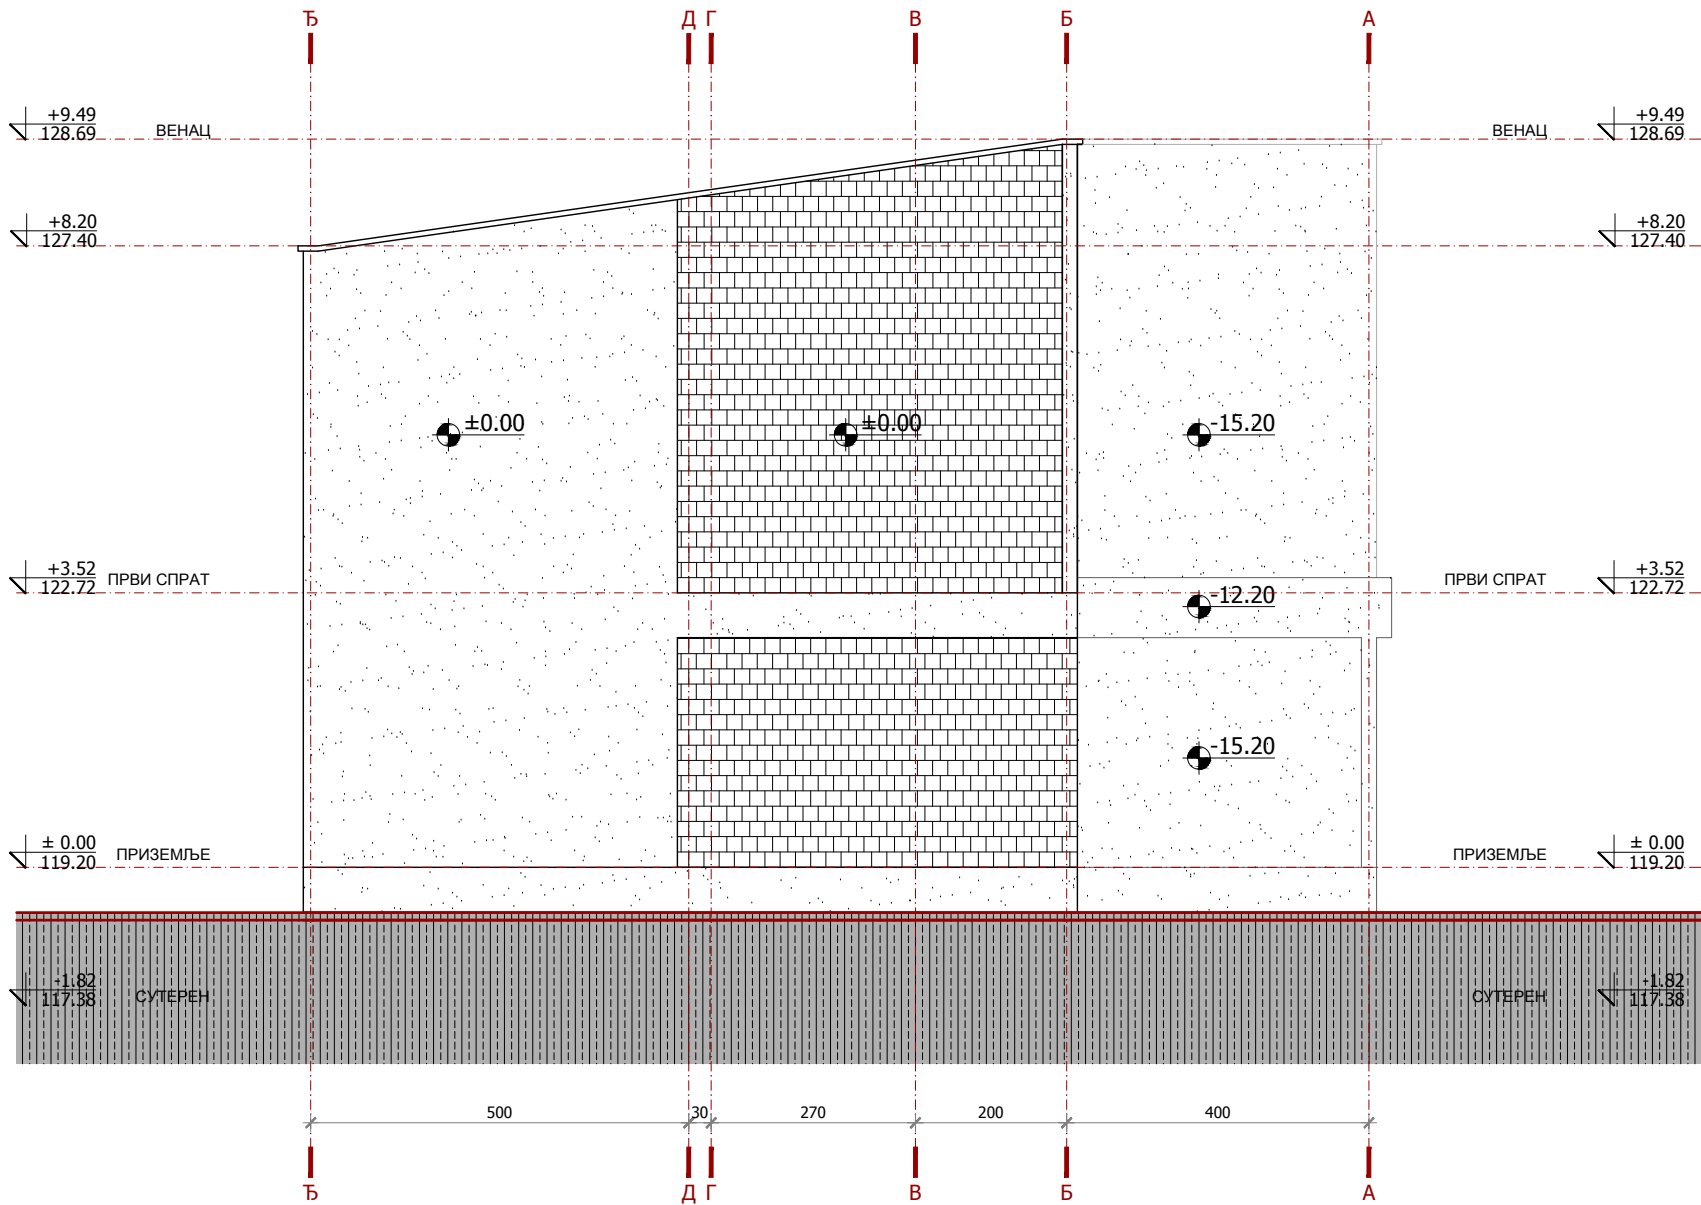 Ђ Д Г В Б А
+9.49
128.69
ВЕНАЦ
ВЕНАЦ
+9.49
128.69
+8.20
127.40
+8.20
127.40
±0.00
±0.00
-15.20
+3.52
122.72
ПРВИ СПРАТ
-12.20
ПРВИ СПРАТ
+3.52
122.72
-15.20
± 0.00
119.20
ПРИЗЕМЉЕ
ПРИЗЕМЉЕ
± 0.00
119.20
-1.82
117.38
СУТЕРЕН
СУТЕРЕН
-1.82
117.38
500 30 270 200 400
Ђ Д Г В Б А